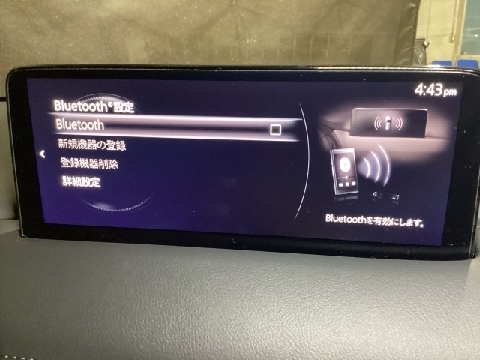 4:43pm
Bluetooth®設定
Bluetooth
新規機器の登録
登録機器削除
詳細設定
Bluetoothを有効にします。